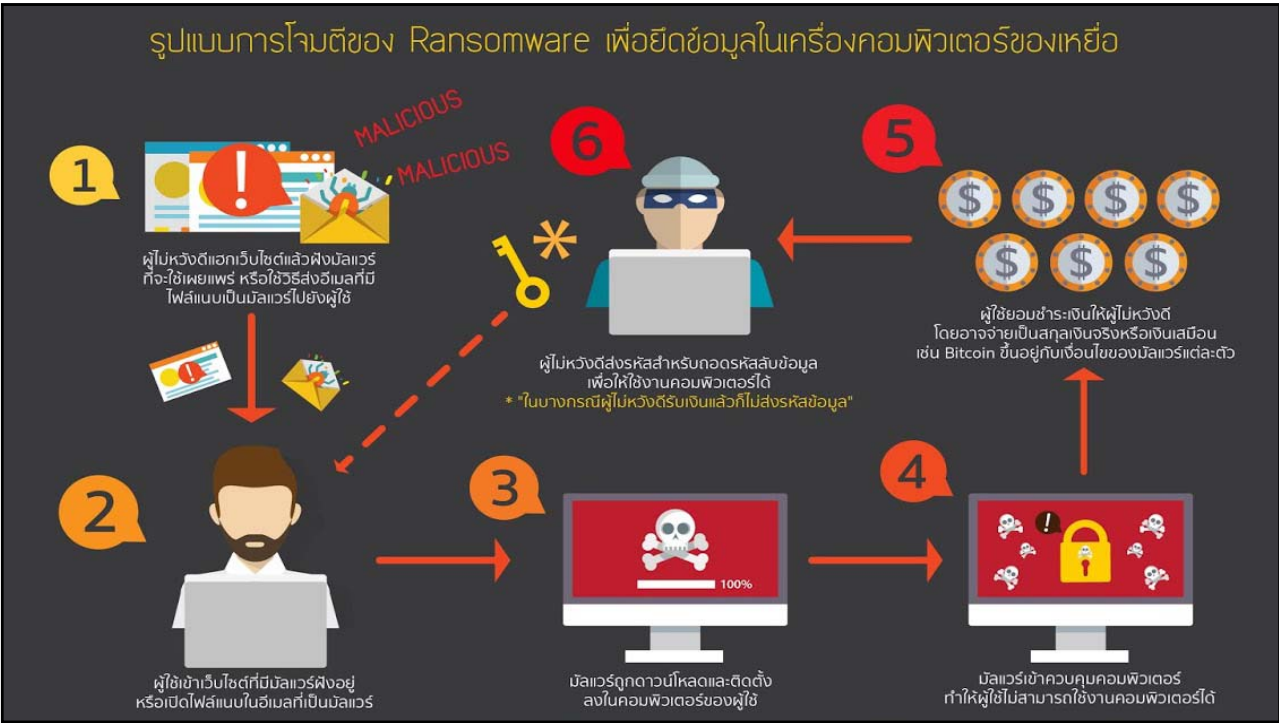 รูปแบบการโจมตีของ Ransomware เพื่อยึดข้อมูลในเครื่องคอมพิวเตอร์ของเหยื่อ
1
MALICIOUS
MALICIOUS
ผู้ไม่หวังดีแฮกเว็บไซต์แล้วฝังมัลแวร์
ที่จะใช้เผยแพร่ หรือใช้วิธีส่งอีเมลที่มี
ไฟล์แนบเป็นมัลแวร์ไปยังผู้ใช้
2
ผู้ใช้เข้าเว็บไซต์ที่มีมัลแวร์ฝังอยู่
หรือเปิดไฟล์แนบในอีเมลที่เป็นมัลแวร์
3
100%
มัลแวร์ถูกดาวน์โหลดและติดตั้ง
ลงในคอมพิวเตอร์ของผู้ใช้
4
มัลแวร์เข้าควบคุมคอมพิวเตอร์
ทำให้ผู้ใช้ไม่สามารถใช้งานคอมพิวเตอร์ได้
5
$ $ $ $
$ $ $
ผู้ใช้ยอมชำระเงินให้ผู้ไม่หวังดี
โดยอาจจ่ายเป็นสกุลเงินจริงหรือเงินเสมือน
เช่น Bitcoin ขึ้นอยู่กับเงื่อนไขของมัลแวร์แต่ละตัว
6
*
ผู้ไม่หวังดีส่งรหัสสำหรับถอดรหัสลับข้อมูล
เพื่อให้ใช้งานคอมพิวเตอร์ได้
* "ในบางกรณีผู้ไม่หวังดีรับเงินแล้วก็ไม่ส่งรหัสข้อมูล"